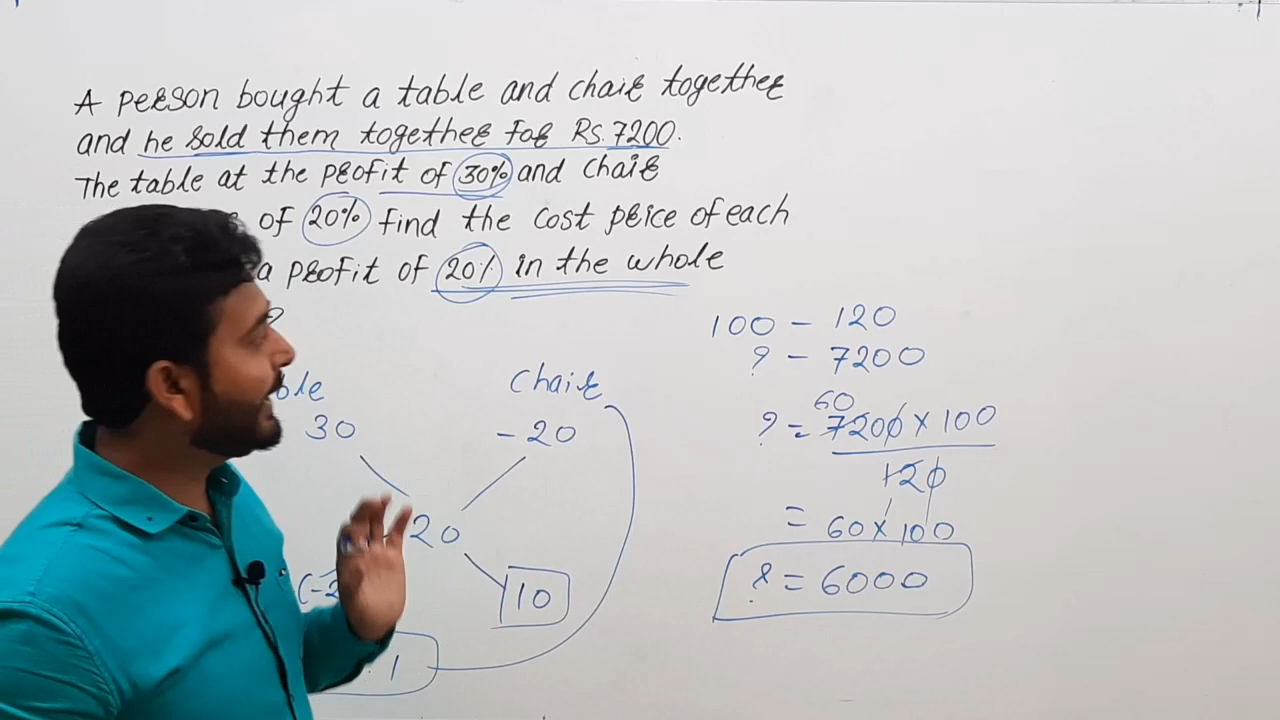 A person bought a table and chair together
and he sold them together for Rs. 7200.
The table at the profit of 30% and chair
of 20% find the cost price of each
a profit of 20% in the whole
?
ble
30
Chair
-20
20
(-2
10
1
100 - 120
? - 7200
60
? = 7200 x 100
120
= 60 x 100
? = 6000